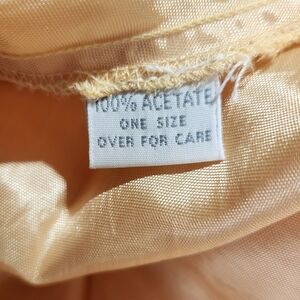 100% ACETATE
ONE SIZE
OVER FOR CARE